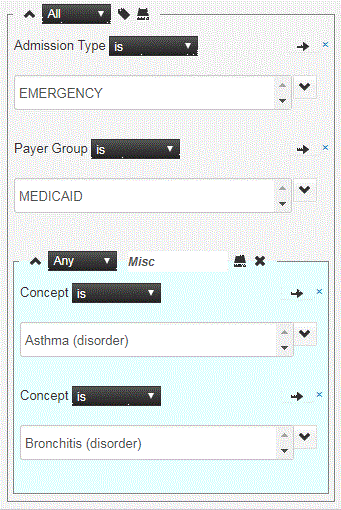 All
Admission Type is
EMERGENCY
Payer Group is
MEDICAID
Any Misc
Concept is
Asthma (disorder)
Concept is
Bronchitis (disorder)